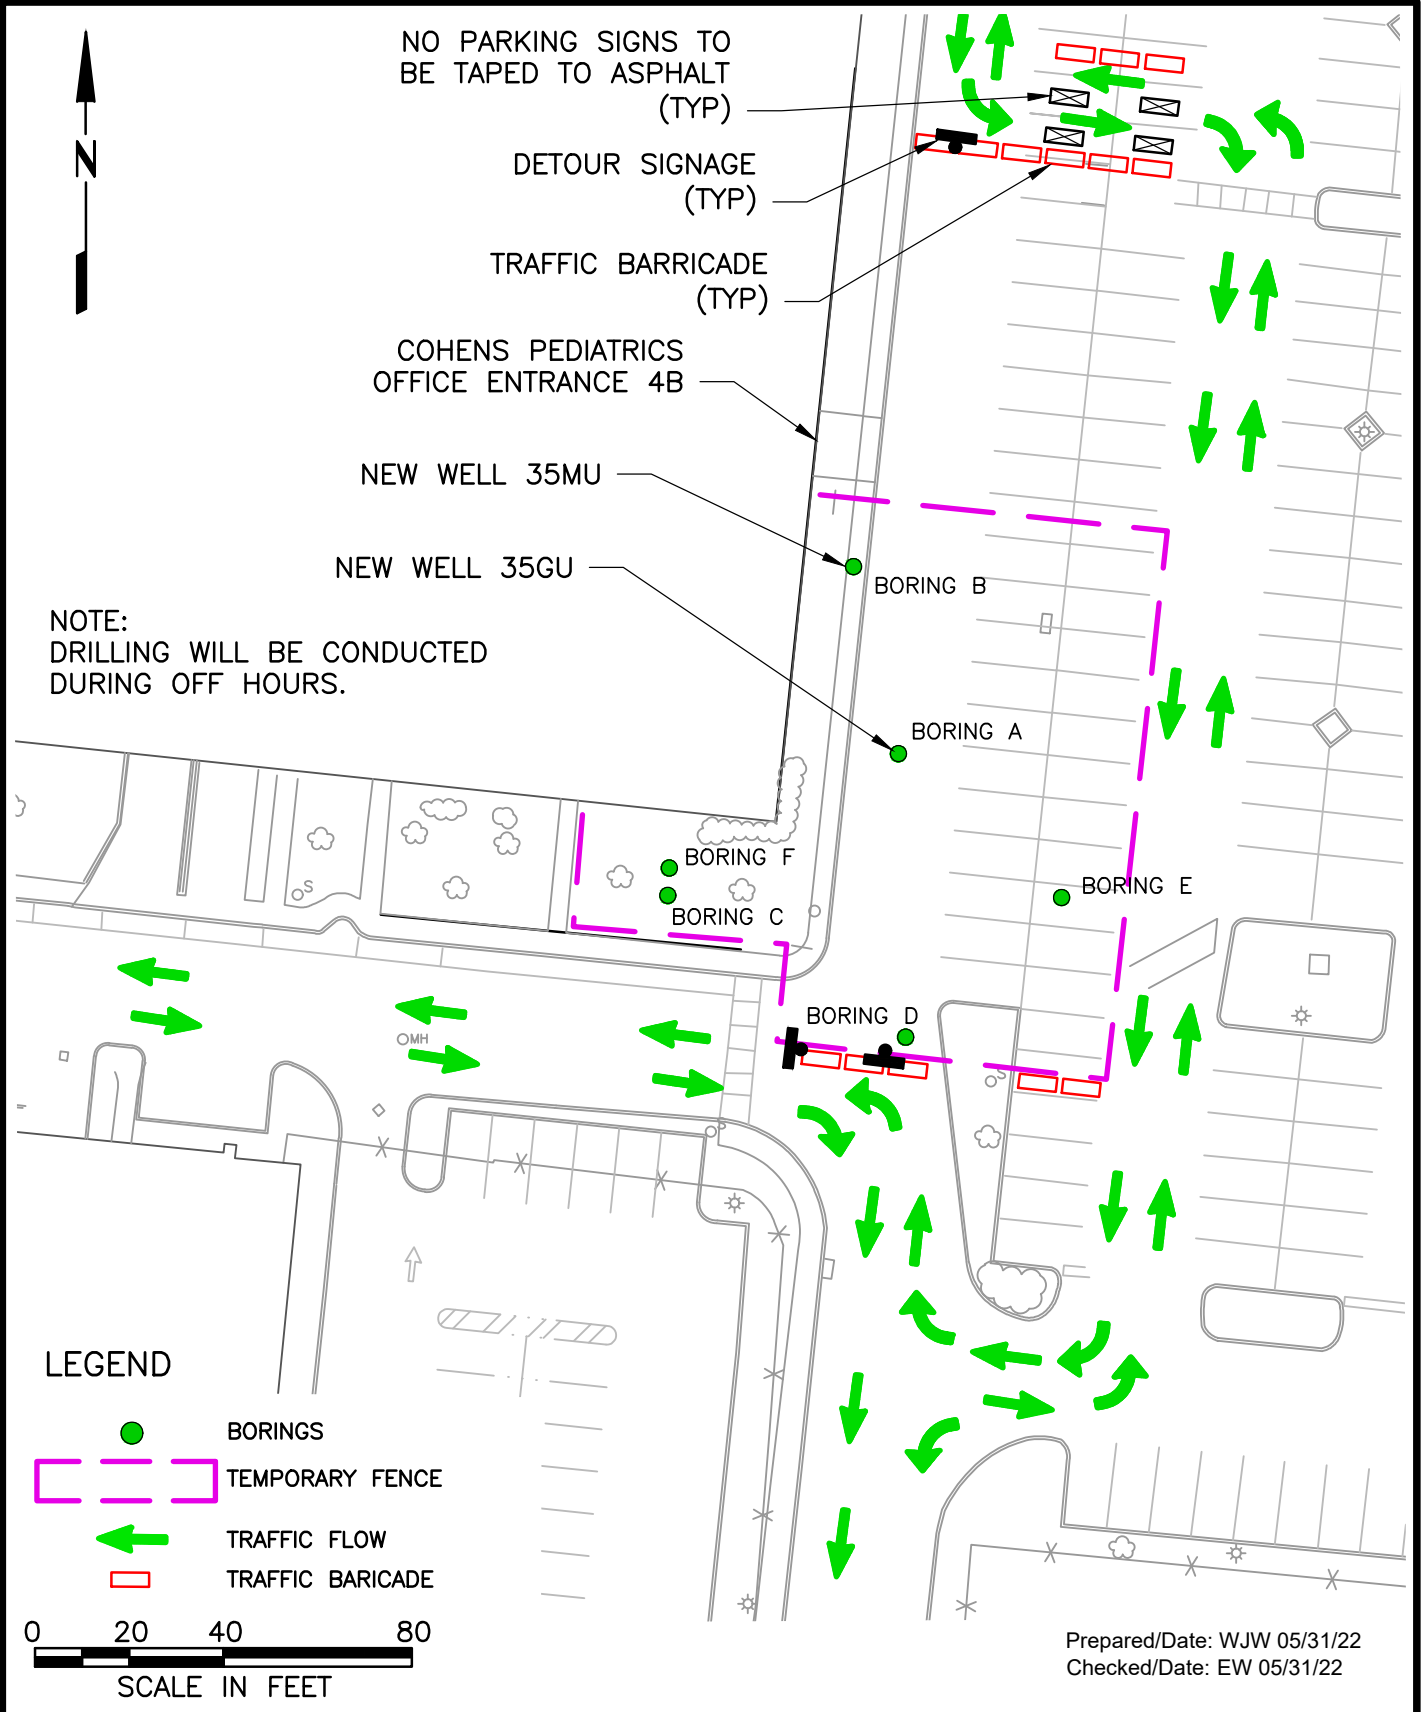 NO PARKING SIGNS TO
BE TAPED TO ASPHALT
(TYP)
DETOUR SIGNAGE
(TYP)
TRAFFIC BARRICADE
(TYP)
COHENS PEDIATRICS
OFFICE ENTRANCE 4B
NEW WELL 35MU
NEW WELL 35GU
N
NOTE:
DRILLING WILL BE CONDUCTED
DURING OFF HOURS.
BORING B
BORING A
BORING F
BORING C
BORING E
BORING D
S
MH
S
S
LEGEND
BORINGS
TEMPORARY FENCE
TRAFFIC FLOW
TRAFFIC BARICADE
0 20 40 80
SCALE IN FEET
Prepared/Date: WJW 05/31/22
Checked/Date: EW 05/31/22